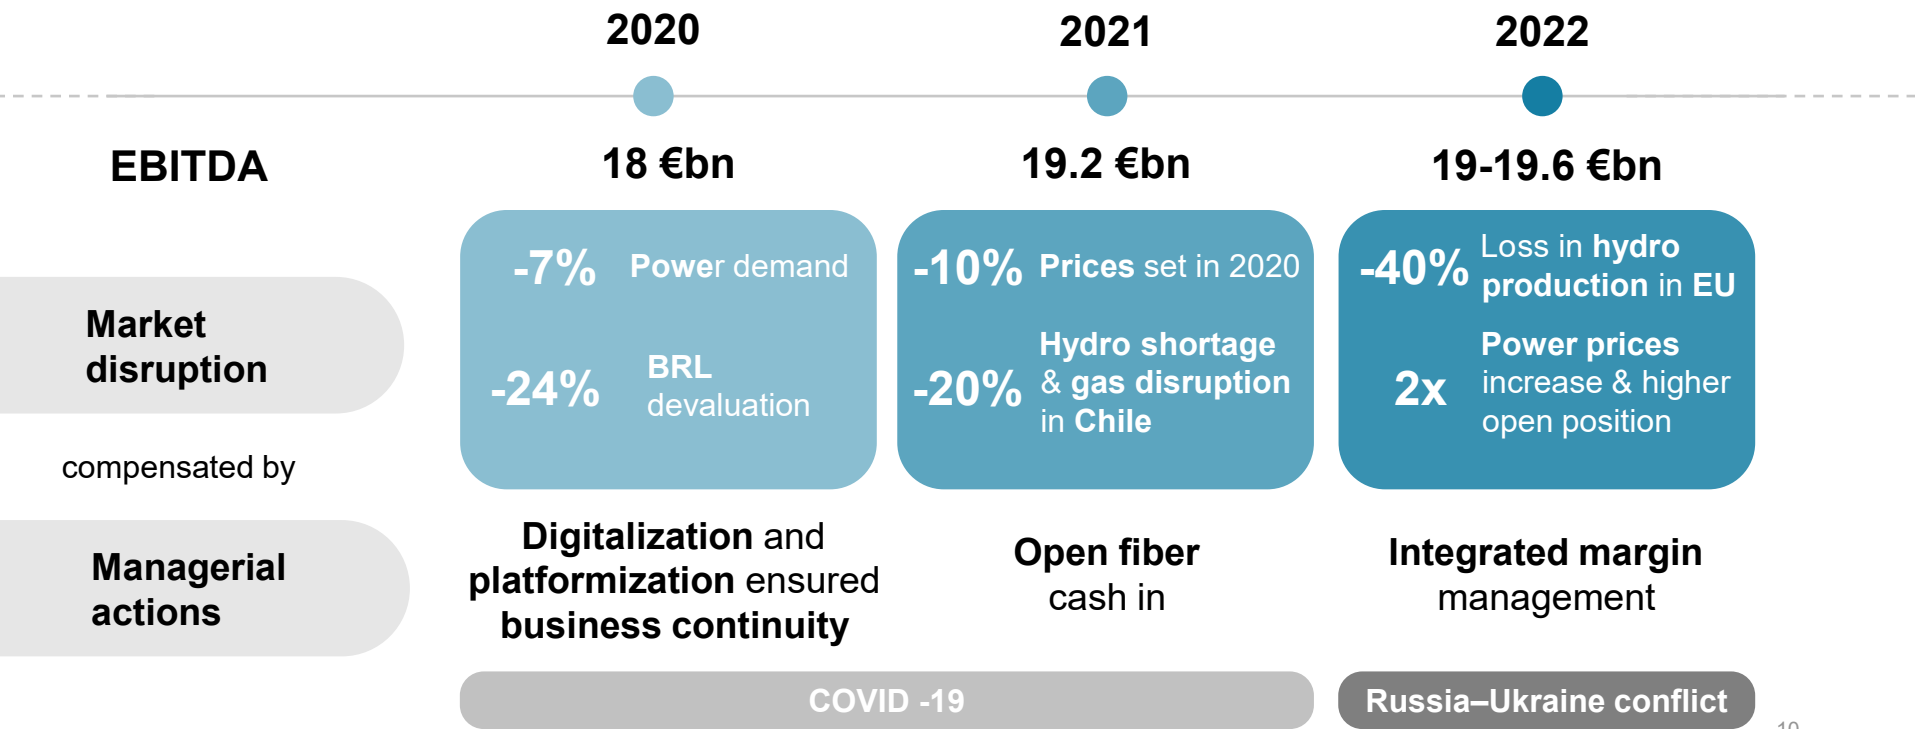 2020
2021
2022
EBITDA
18 €bn
19.2 €bn
19-19.6 €bn
Market
disruption
-7%
Power demand
-24%
BRL
devaluation
-10%
Prices set in 2020
-20%
Hydro shortage
& gas disruption
in Chile
-40%
Loss in hydro
production in EU
2x
Power prices
increase & higher
open position
compensated by
Managerial
actions
Digitalization and
platformization ensured
business continuity
Open fiber
cash in
Integrated margin
management
COVID -19
Russia–Ukraine conflict
10